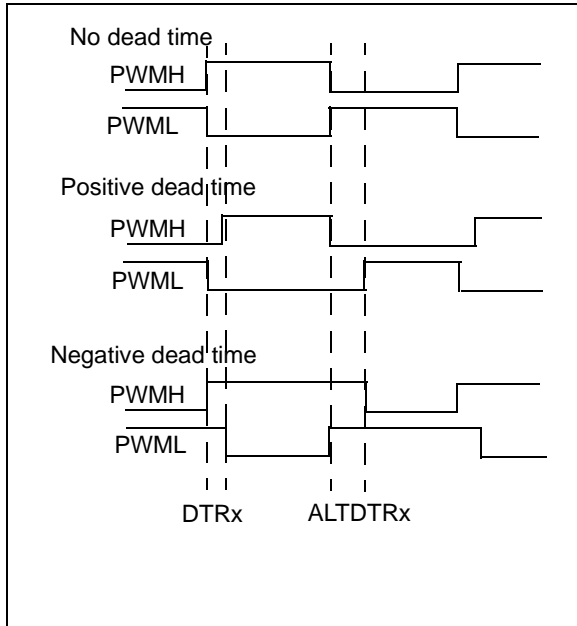 No dead time
PWMH
PWML
Positive dead time
PWMH
PWML
Negative dead time
PWMH
PWML
DTRx ALTDTRx